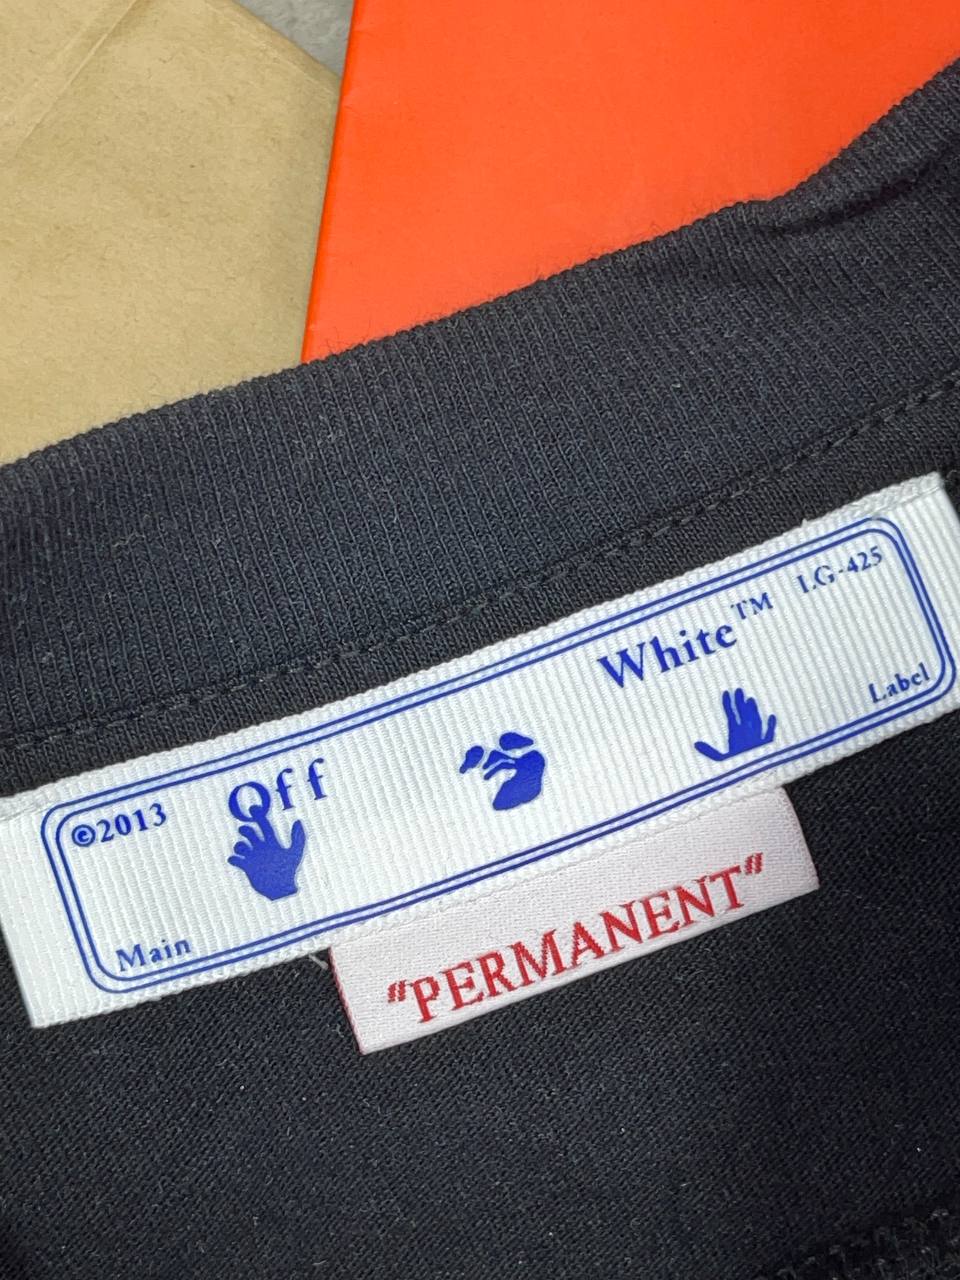 ©2013 Off White™ LG-425
Main Label
"PERMANENT"